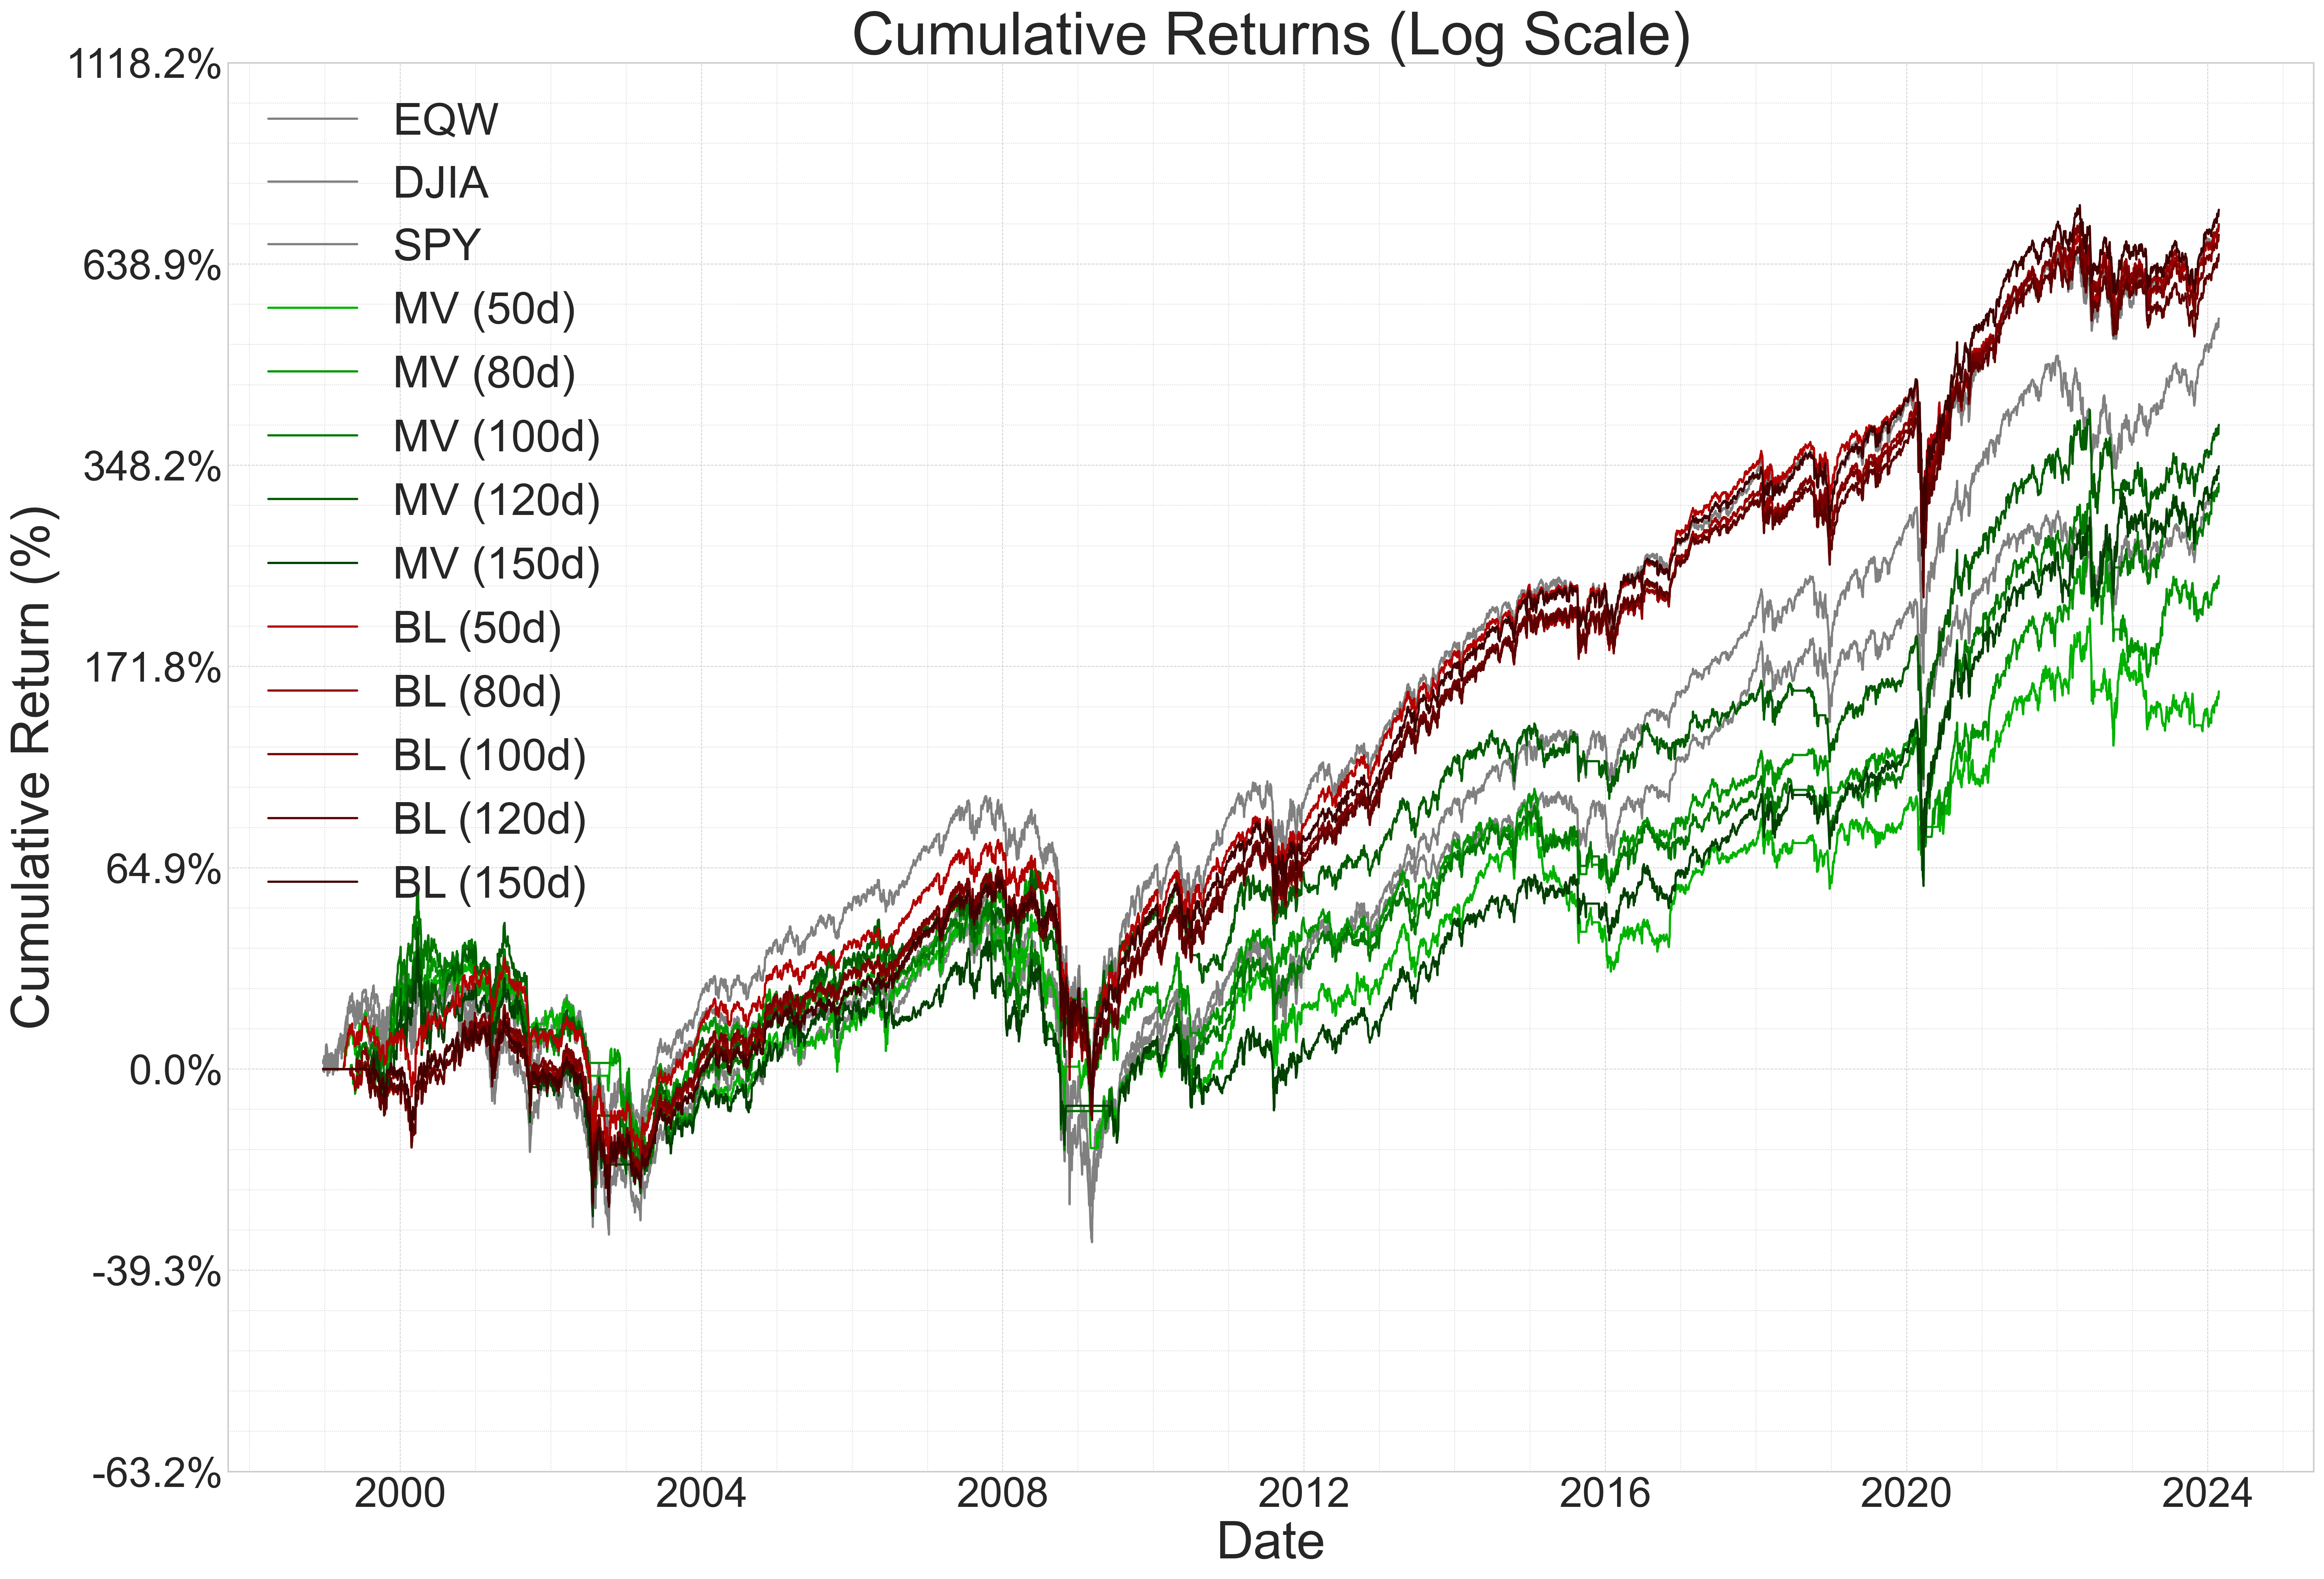 Cumulative Returns (Log Scale)
1118.2%
638.9%
348.2%
171.8%
64.9%
0.0%
-39.3%
-63.2%
Cumulative Return (%)
EQW
DJIA
SPY
MV (50d)
MV (80d)
MV (100d)
MV (120d)
MV (150d)
BL (50d)
BL (80d)
BL (100d)
BL (120d)
BL (150d)
2000 2004 2008 2012 2016 2020 2024
Date